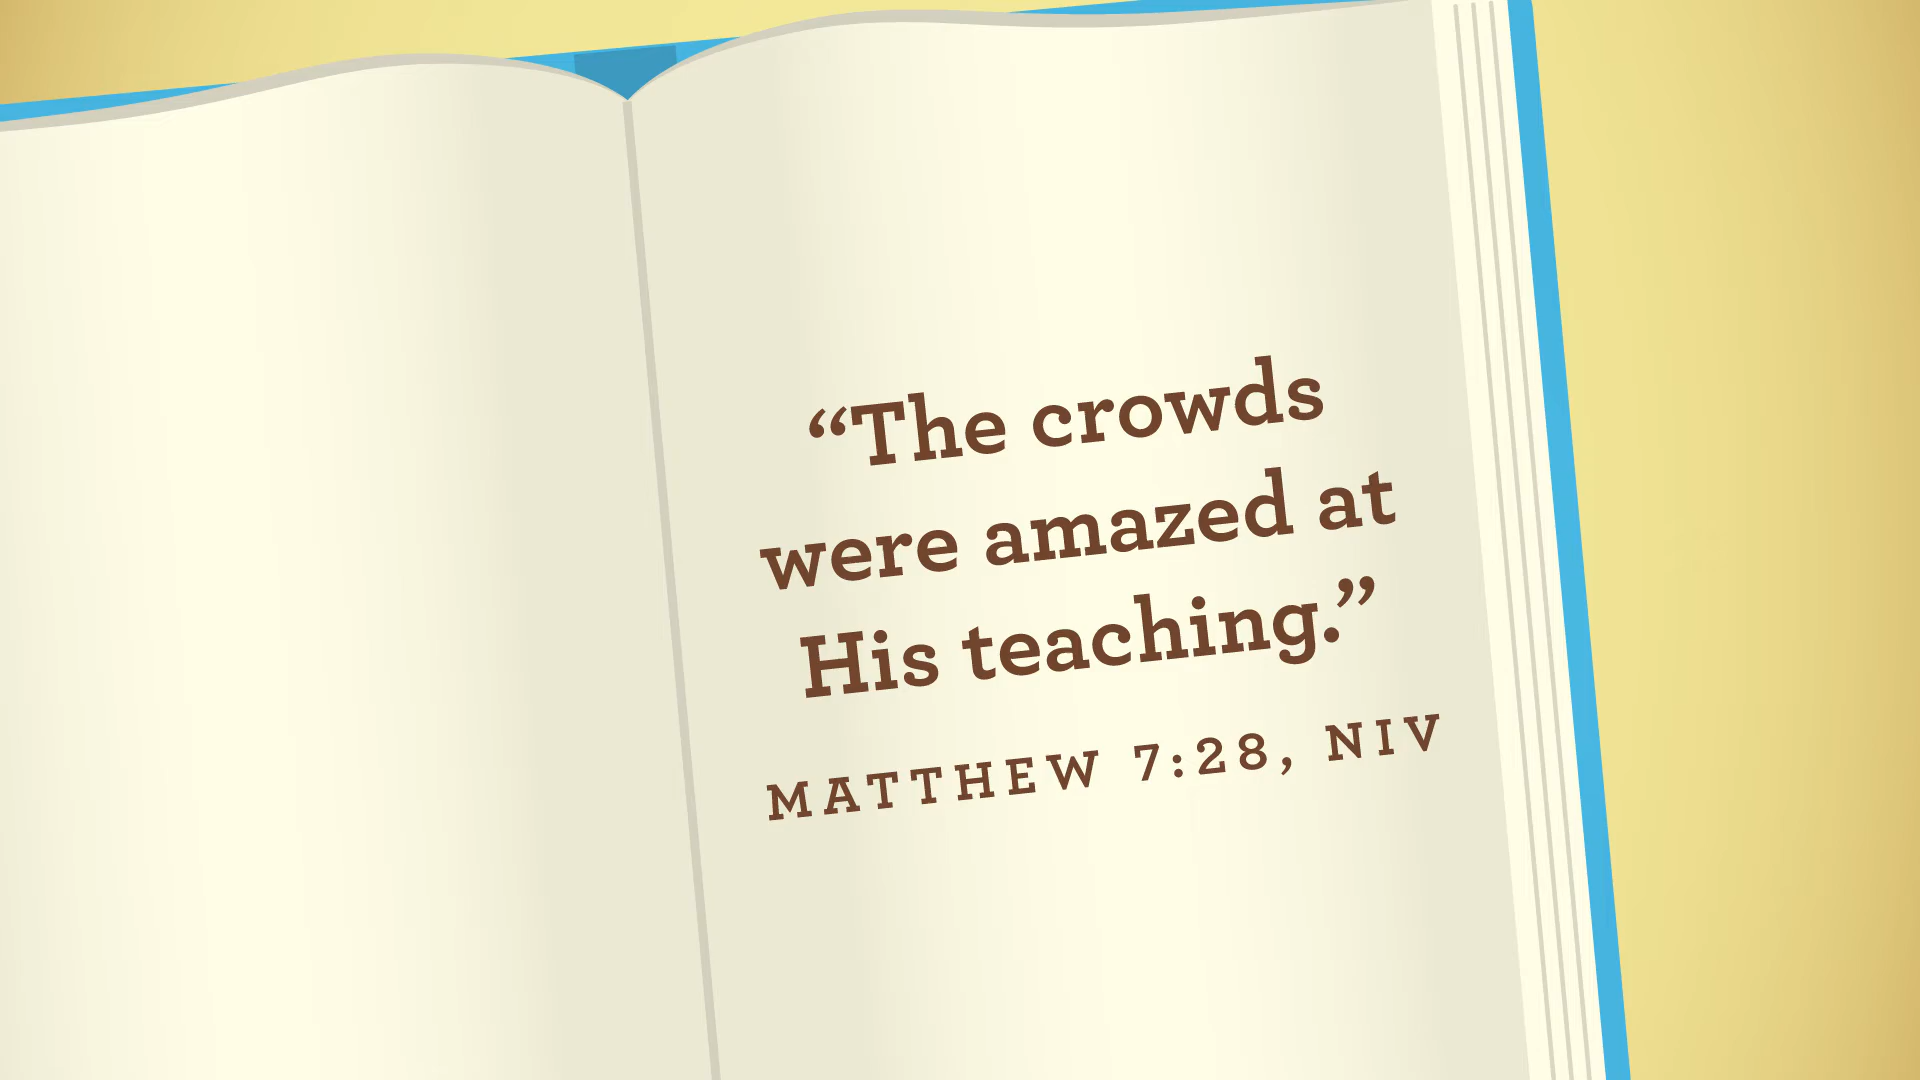 “The crowds
were amazed at
His teaching.”
MATTHEW 7:28, NIV